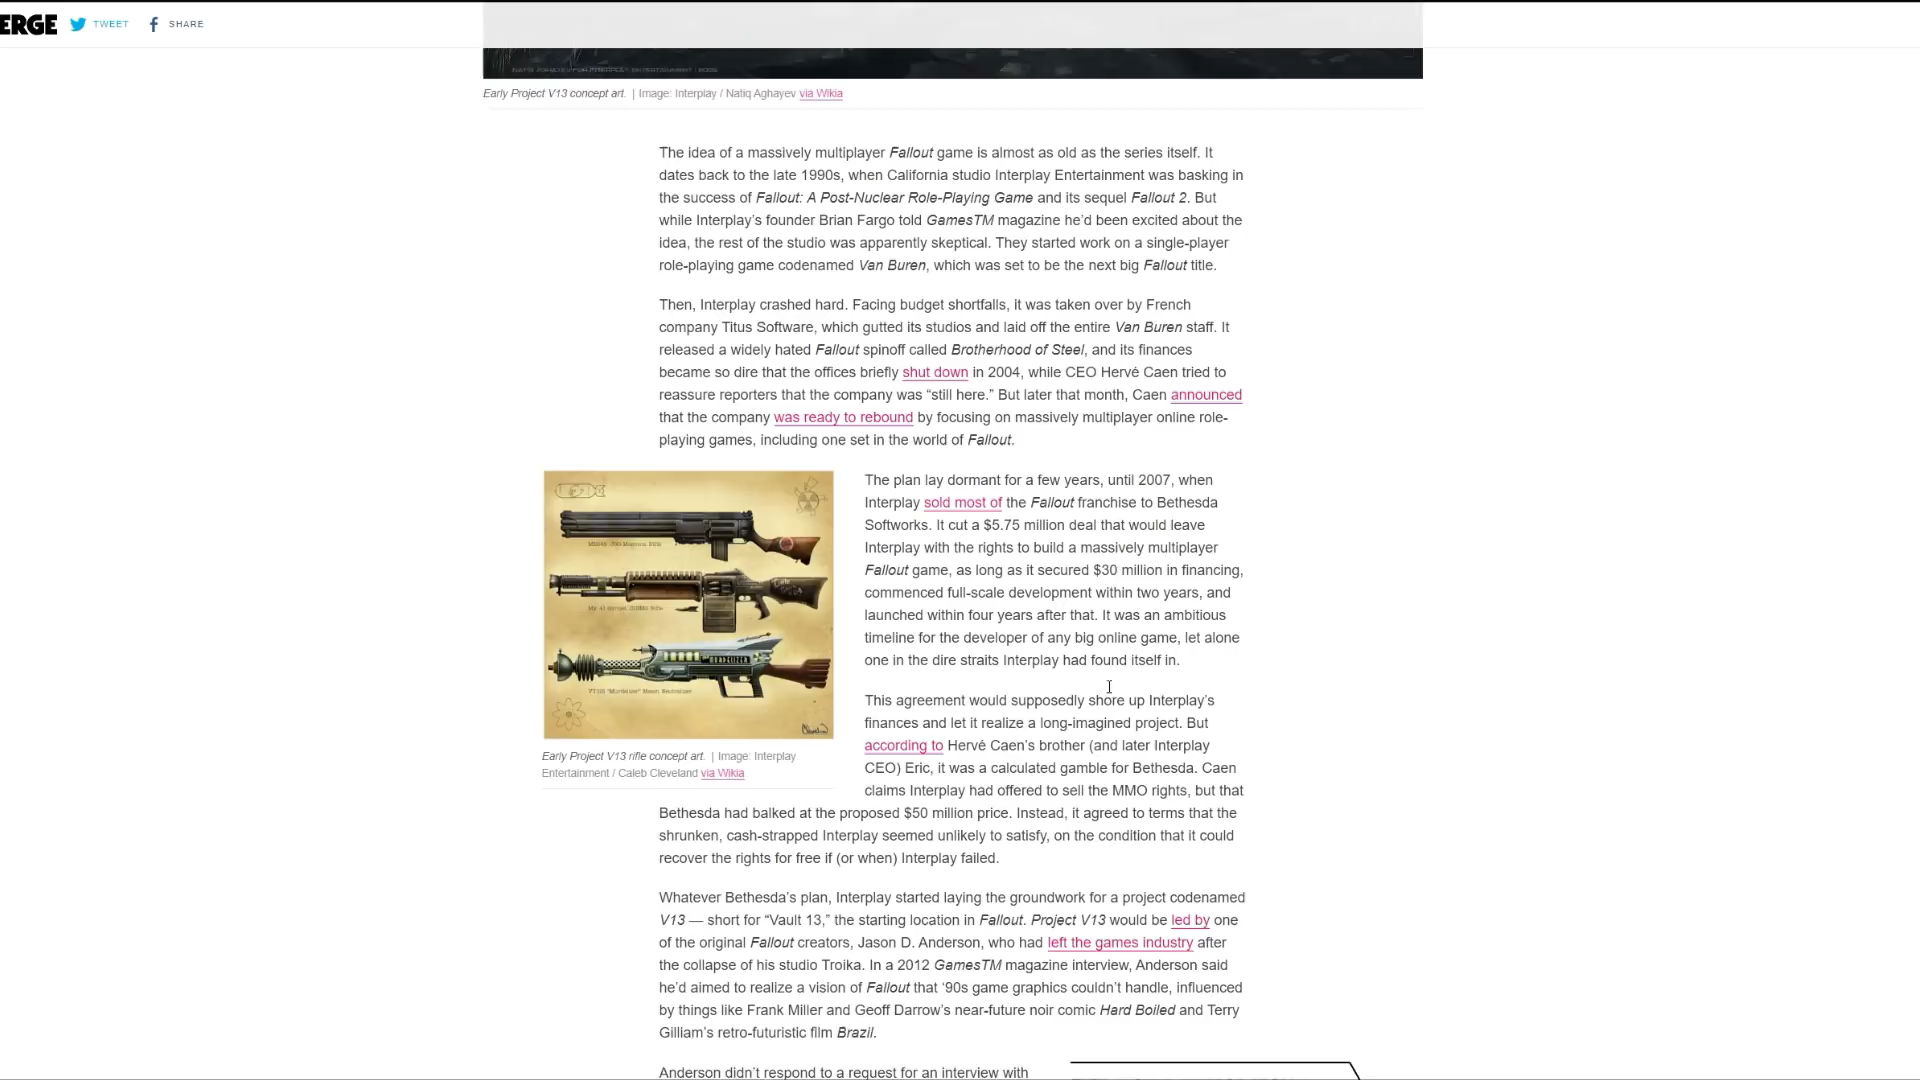 ERGE TWEET SHARE
Early Project V13 concept art. | Image: Interplay / Natiq Aghayev via Wikia
The idea of a massively multiplayer Fallout game is almost as old as the series itself. It
dates back to the late 1990s, when California studio Interplay Entertainment was basking in
the success of Fallout: A Post-Nuclear Role-Playing Game and its sequel Fallout 2. But
while Interplay’s founder Brian Fargo told GamesTM magazine he’d been excited about the
idea, the rest of the studio was apparently skeptical. They started work on a single-player
role-playing game codenamed Van Buren, which was set to be the next big Fallout title.
Then, Interplay crashed hard. Facing budget shortfalls, it was taken over by French
company Titus Software, which gutted its studios and laid off the entire Van Buren staff. It
released a widely hated Fallout spinoff called Brotherhood of Steel, and its finances
became so dire that the offices briefly shut down in 2004, while CEO Hervé Caen tried to
reassure reporters that the company was “still here.” But later that month, Caen announced
that the company was ready to rebound by focusing on massively multiplayer online role-
playing games, including one set in the world of Fallout.
The plan lay dormant for a few years, until 2007, when
Interplay sold most of the Fallout franchise to Bethesda
Softworks. It cut a $5.75 million deal that would leave
Interplay with the rights to build a massively multiplayer
Fallout game, as long as it secured $30 million in financing,
commenced full-scale development within two years, and
launched within four years after that. It was an ambitious
timeline for the developer of any big online game, let alone
one in the dire straits Interplay had found itself in.
Early Project V13 rifle concept art. | Image: Interplay
Entertainment / Caleb Cleveland via Wikia
This agreement would supposedly shore up Interplay’s
finances and let it realize a long-imagined project. But
according to Hervé Caen’s brother (and later Interplay
CEO) Eric, it was a calculated gamble for Bethesda. Caen
claims Interplay had offered to sell the MMO rights, but that
Bethesda had balked at the proposed $50 million price. Instead, it agreed to terms that the
shrunken, cash-strapped Interplay seemed unlikely to satisfy, on the condition that it could
recover the rights for free if (or when) Interplay failed.
Whatever Bethesda’s plan, Interplay started laying the groundwork for a project codenamed
V13 — short for “Vault 13,” the starting location in Fallout. Project V13 would be led by one
of the original Fallout creators, Jason D. Anderson, who had left the games industry after
the collapse of his studio Troika. In a 2012 GamesTM magazine interview, Anderson said
he’d aimed to realize a vision of Fallout that ‘90s game graphics couldn’t handle, influenced
by things like Frank Miller and Geoff Darrow’s near-future noir comic Hard Boiled and Terry
Gilliam’s retro-futuristic film Brazil.
Anderson didn’t respond to a request for an interview with